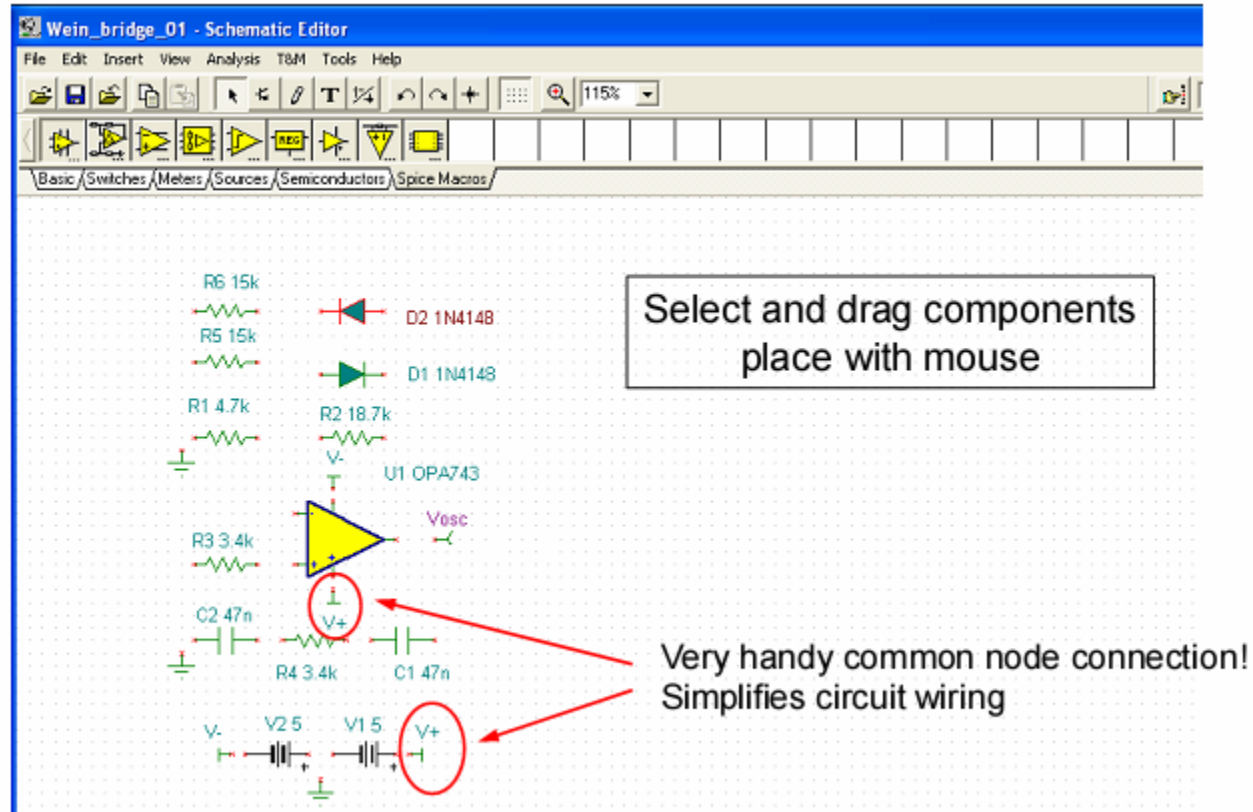 Wein_bridge_01 - Schematic Editor
File Edit Insert View Analysis T&M Tools Help
T 115%
REG
Basic Switches Meters Sources Semiconductors Spice Macros
R6 15k
D2 1N4148
R5 15k
D1 1N4148
R1 4.7k
R2 18.7k
V-
U1 OPA743
Vosc
R3 3.4k
C2 47n
V+
R4 3.4k
C1 47n
V-
V2 5
V1 5
V+
Select and drag components
place with mouse
Very handy common node connection!
Simplifies circuit wiring